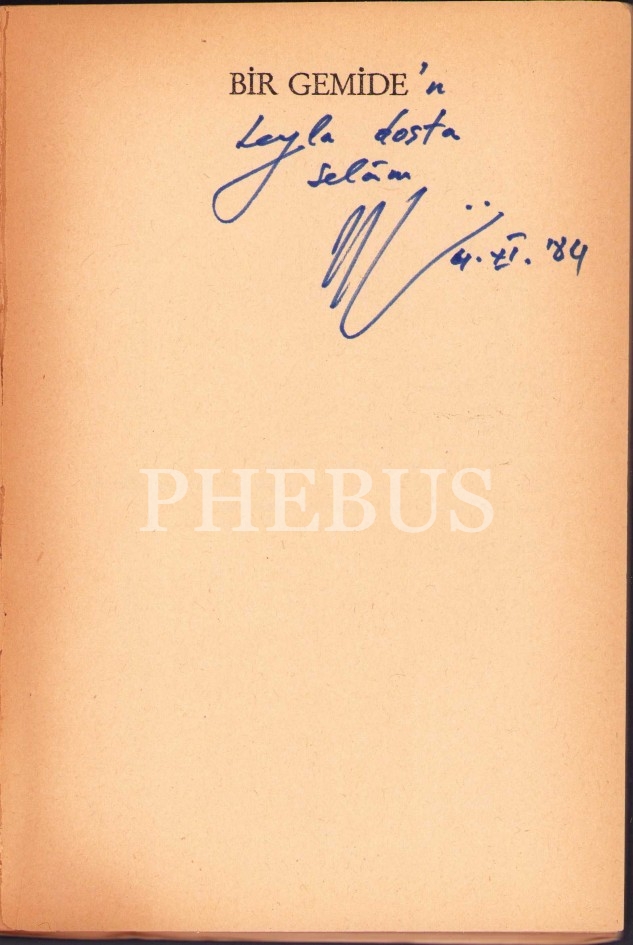 BİR GEMİDE'n
Leyla dosta
selâm
4.XI.'84
PHEBUS